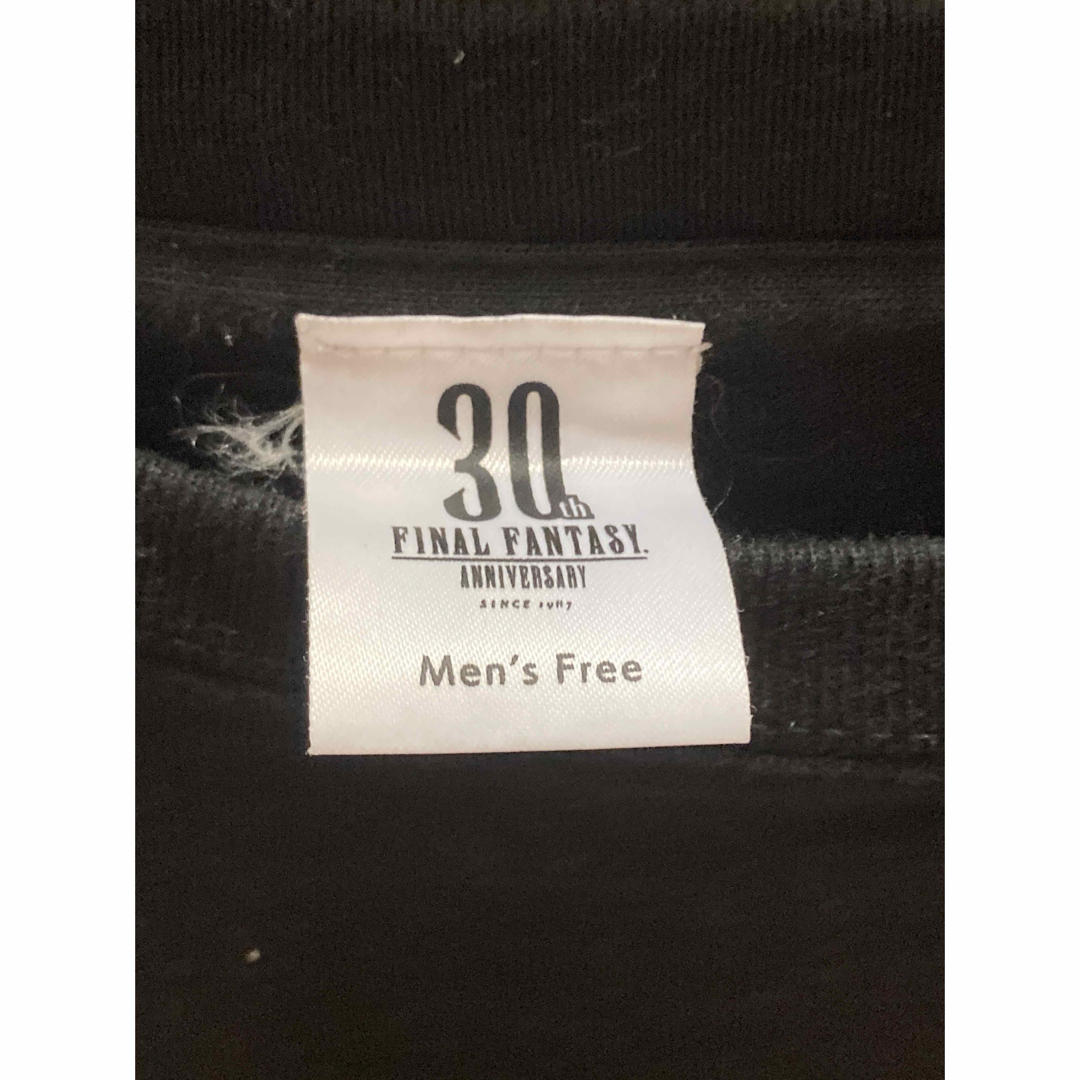 30th
FINAL FANTASY.
ANNIVERSARY
SINCE 1987
Men's Free